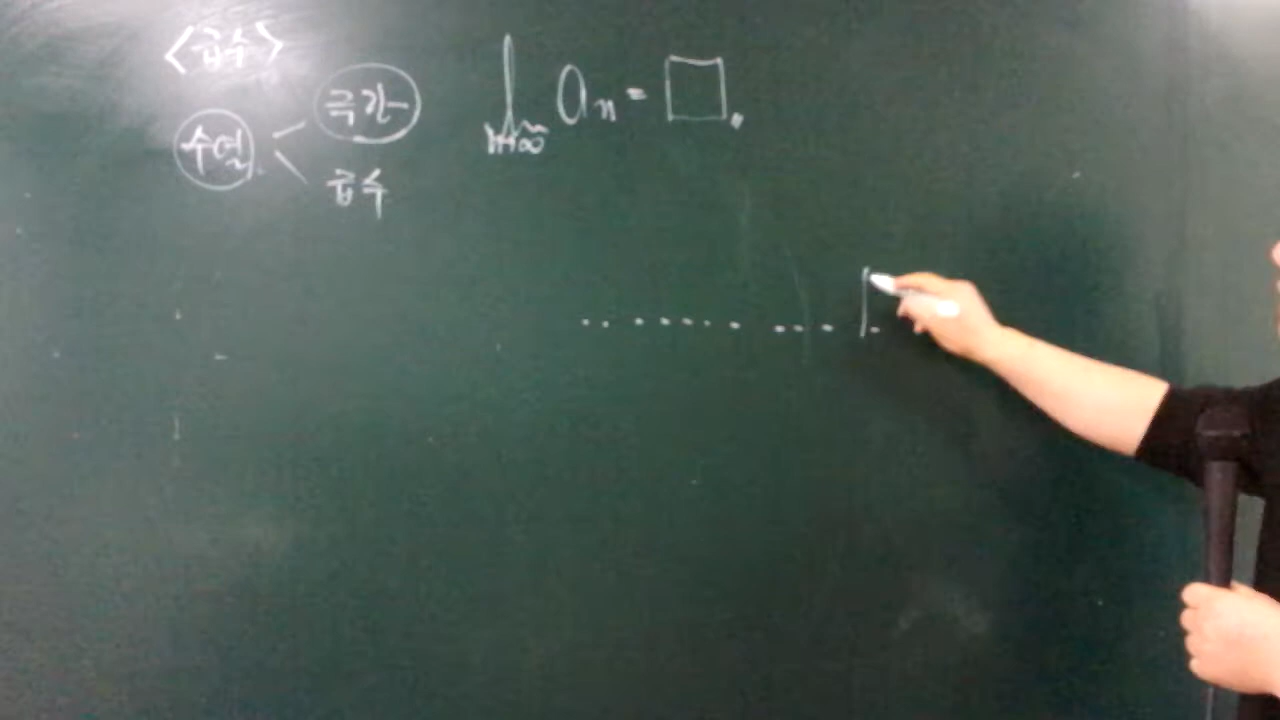 <급수>
수열 극한 lim n→∞ an = □.
급수